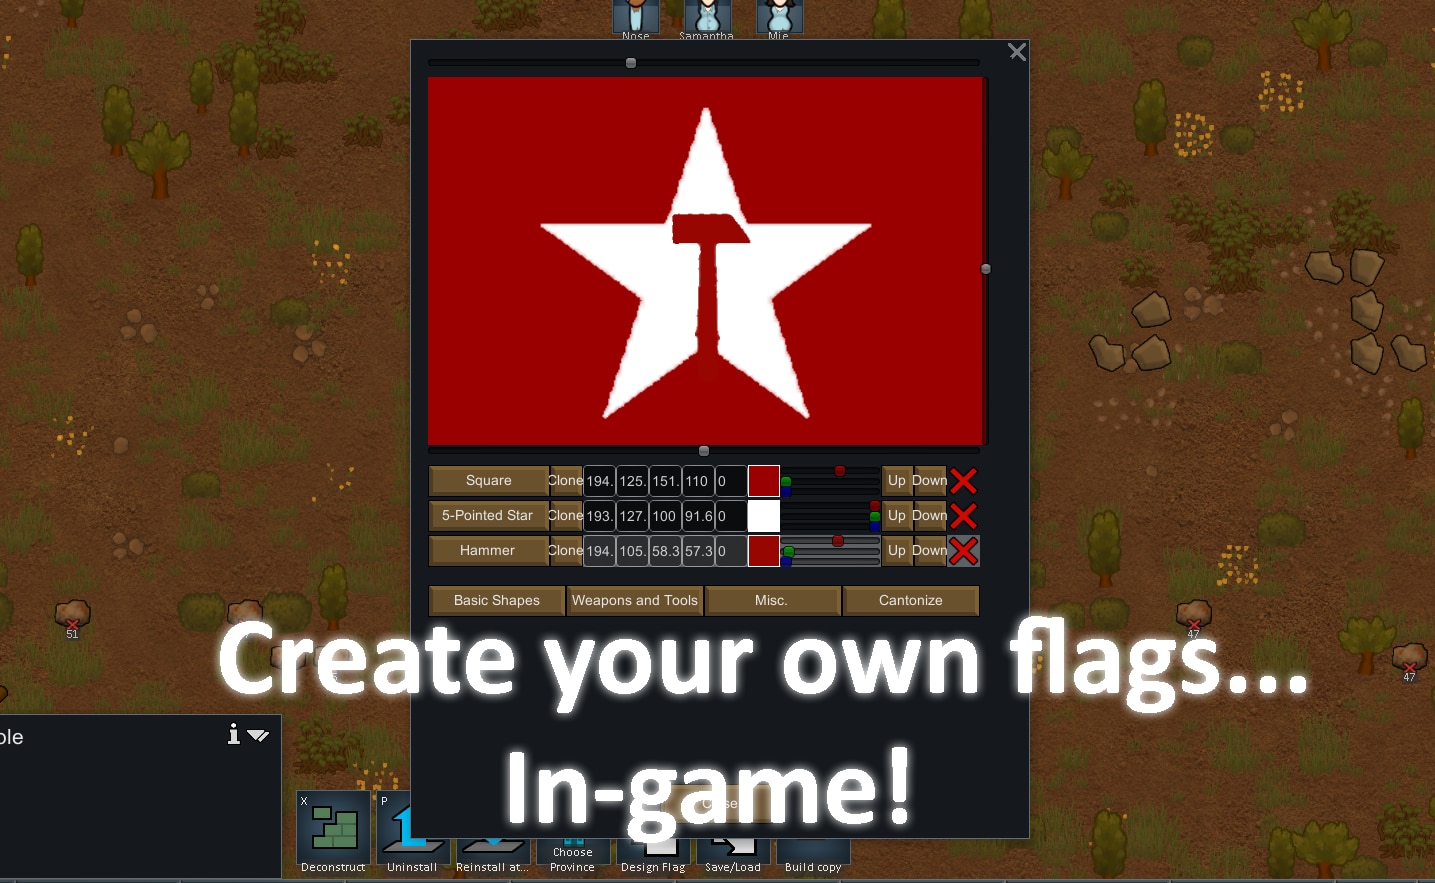 Nose Samantha Mie
Square Clone 194. 125. 151. 110 0 Up Down
5-Pointed Star Clone 193. 127. 100 91.6 0 Up Down
Hammer Clone 194. 105. 58.3 57.3 0 Up Down
Basic Shapes Weapons and Tools Misc. Cantonize
51
47
47
Create your own flags...
In-game!
ole
i
X
P
Deconstruct
Uninstall
Reinstall at...
Choose
Province
Design Flag
Save/Load
Build copy